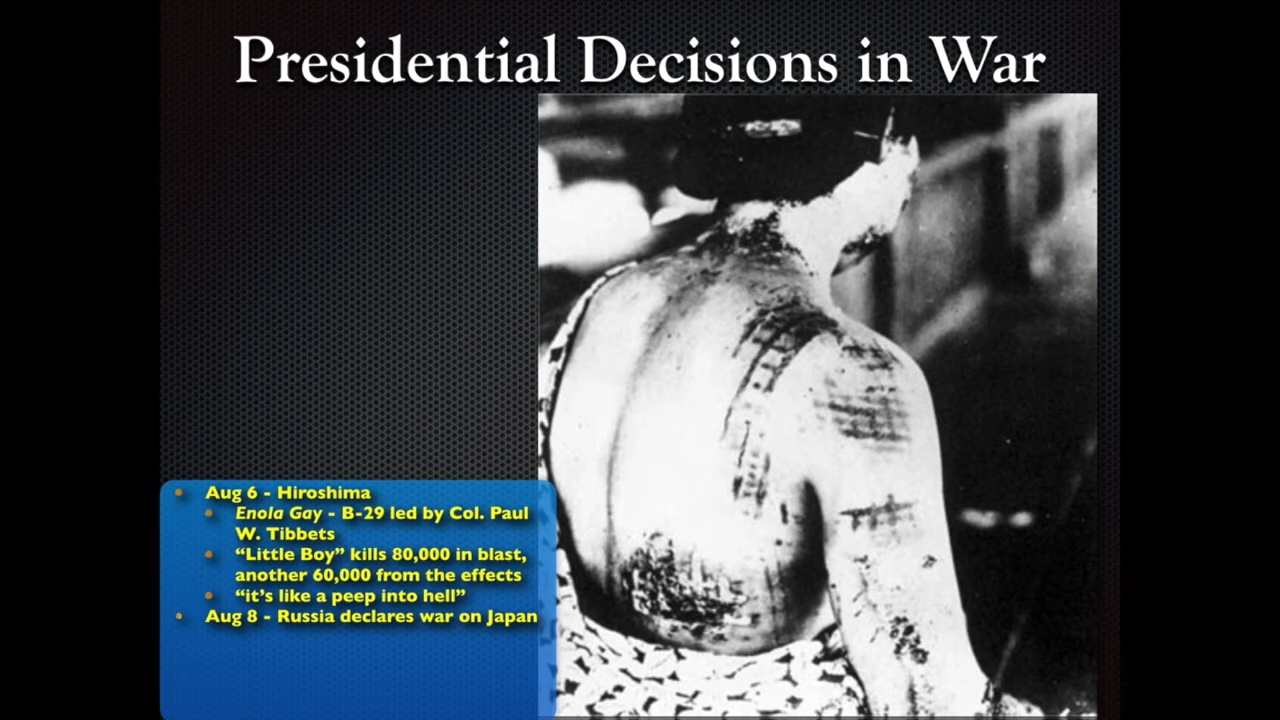 Presidential Decisions in War
Aug 6 - Hiroshima
Enola Gay - B-29 led by Col. Paul
W. Tibbets
“Little Boy” kills 80,000 in blast,
another 60,000 from the effects
“it’s like a peep into hell”
Aug 8 - Russia declares war on Japan